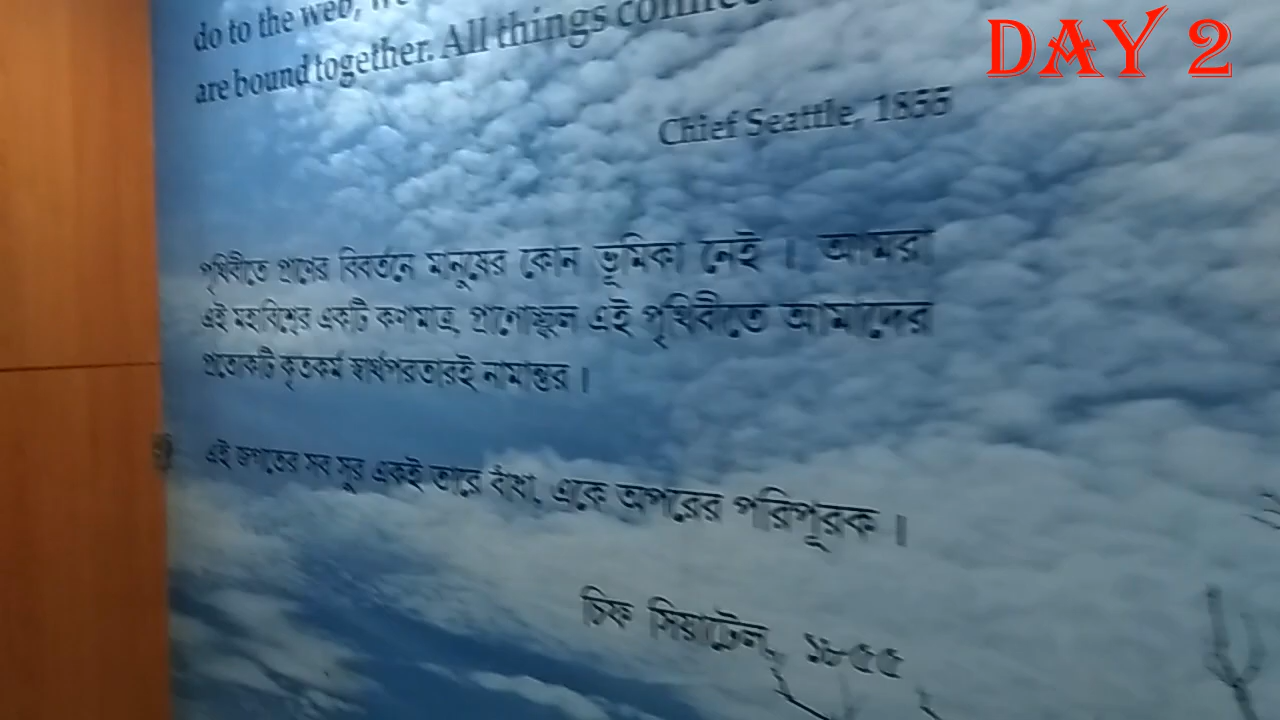 DAY 2
do to the web, we
are bound together. All things connect
Chief Seattle, 1855
পৃথিবীতে প্রাণের বিবর্তনে মানুষের কোন ভূমিকা নেই । আমরা
এই মহাবিশ্বের একটি কণামাত্র, প্রাণোচ্ছল এই পৃথিবীতে আমাদের
প্রত্যেকটি কৃতকর্ম স্বার্থপরতারই নামান্তর ।
এই জগতের সব সুর একই তারে বাঁধা, একে অপরের পরিপূরক ।
চিফ সিয়াটেল, ১৮৫৫